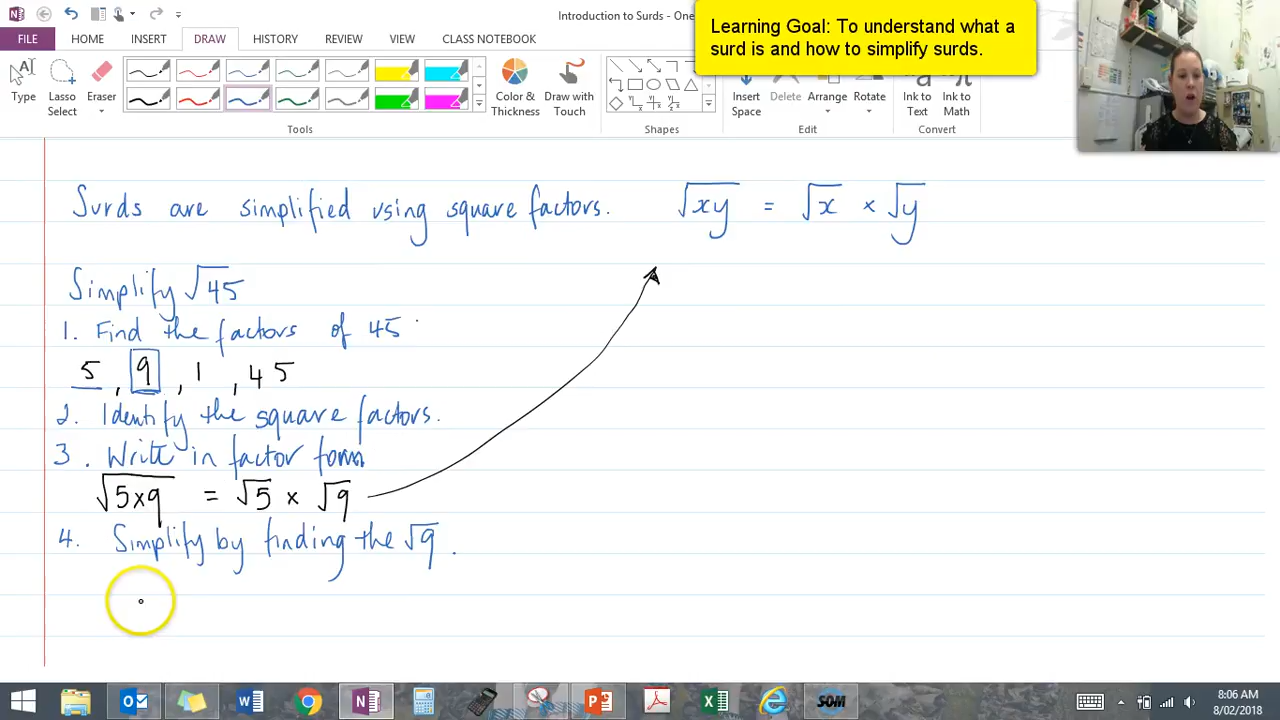 Introduction to Surds - One
Learning Goal: To understand what a
surd is and how to simplify surds.
FILE HOME INSERT DRAW HISTORY REVIEW VIEW CLASS NOTEBOOK
Type
Lasso
Select
Eraser
Color &
Thickness
Draw with
Touch
Insert
Space
Delete
Arrange
Rotate
Ink to
Text
Ink to
Math
Tools Shapes Edit Convert
Surds are simplified using square factors. √xy = √x × √y
Simplify √45
1. Find the factors of 45
5, 9, 1, 45
2. Identify the square factors.
3. Write in factor form
√5×9 = √5 × √9
4. Simplify by finding the √9.
SOM
8:06 AM
8/02/2018